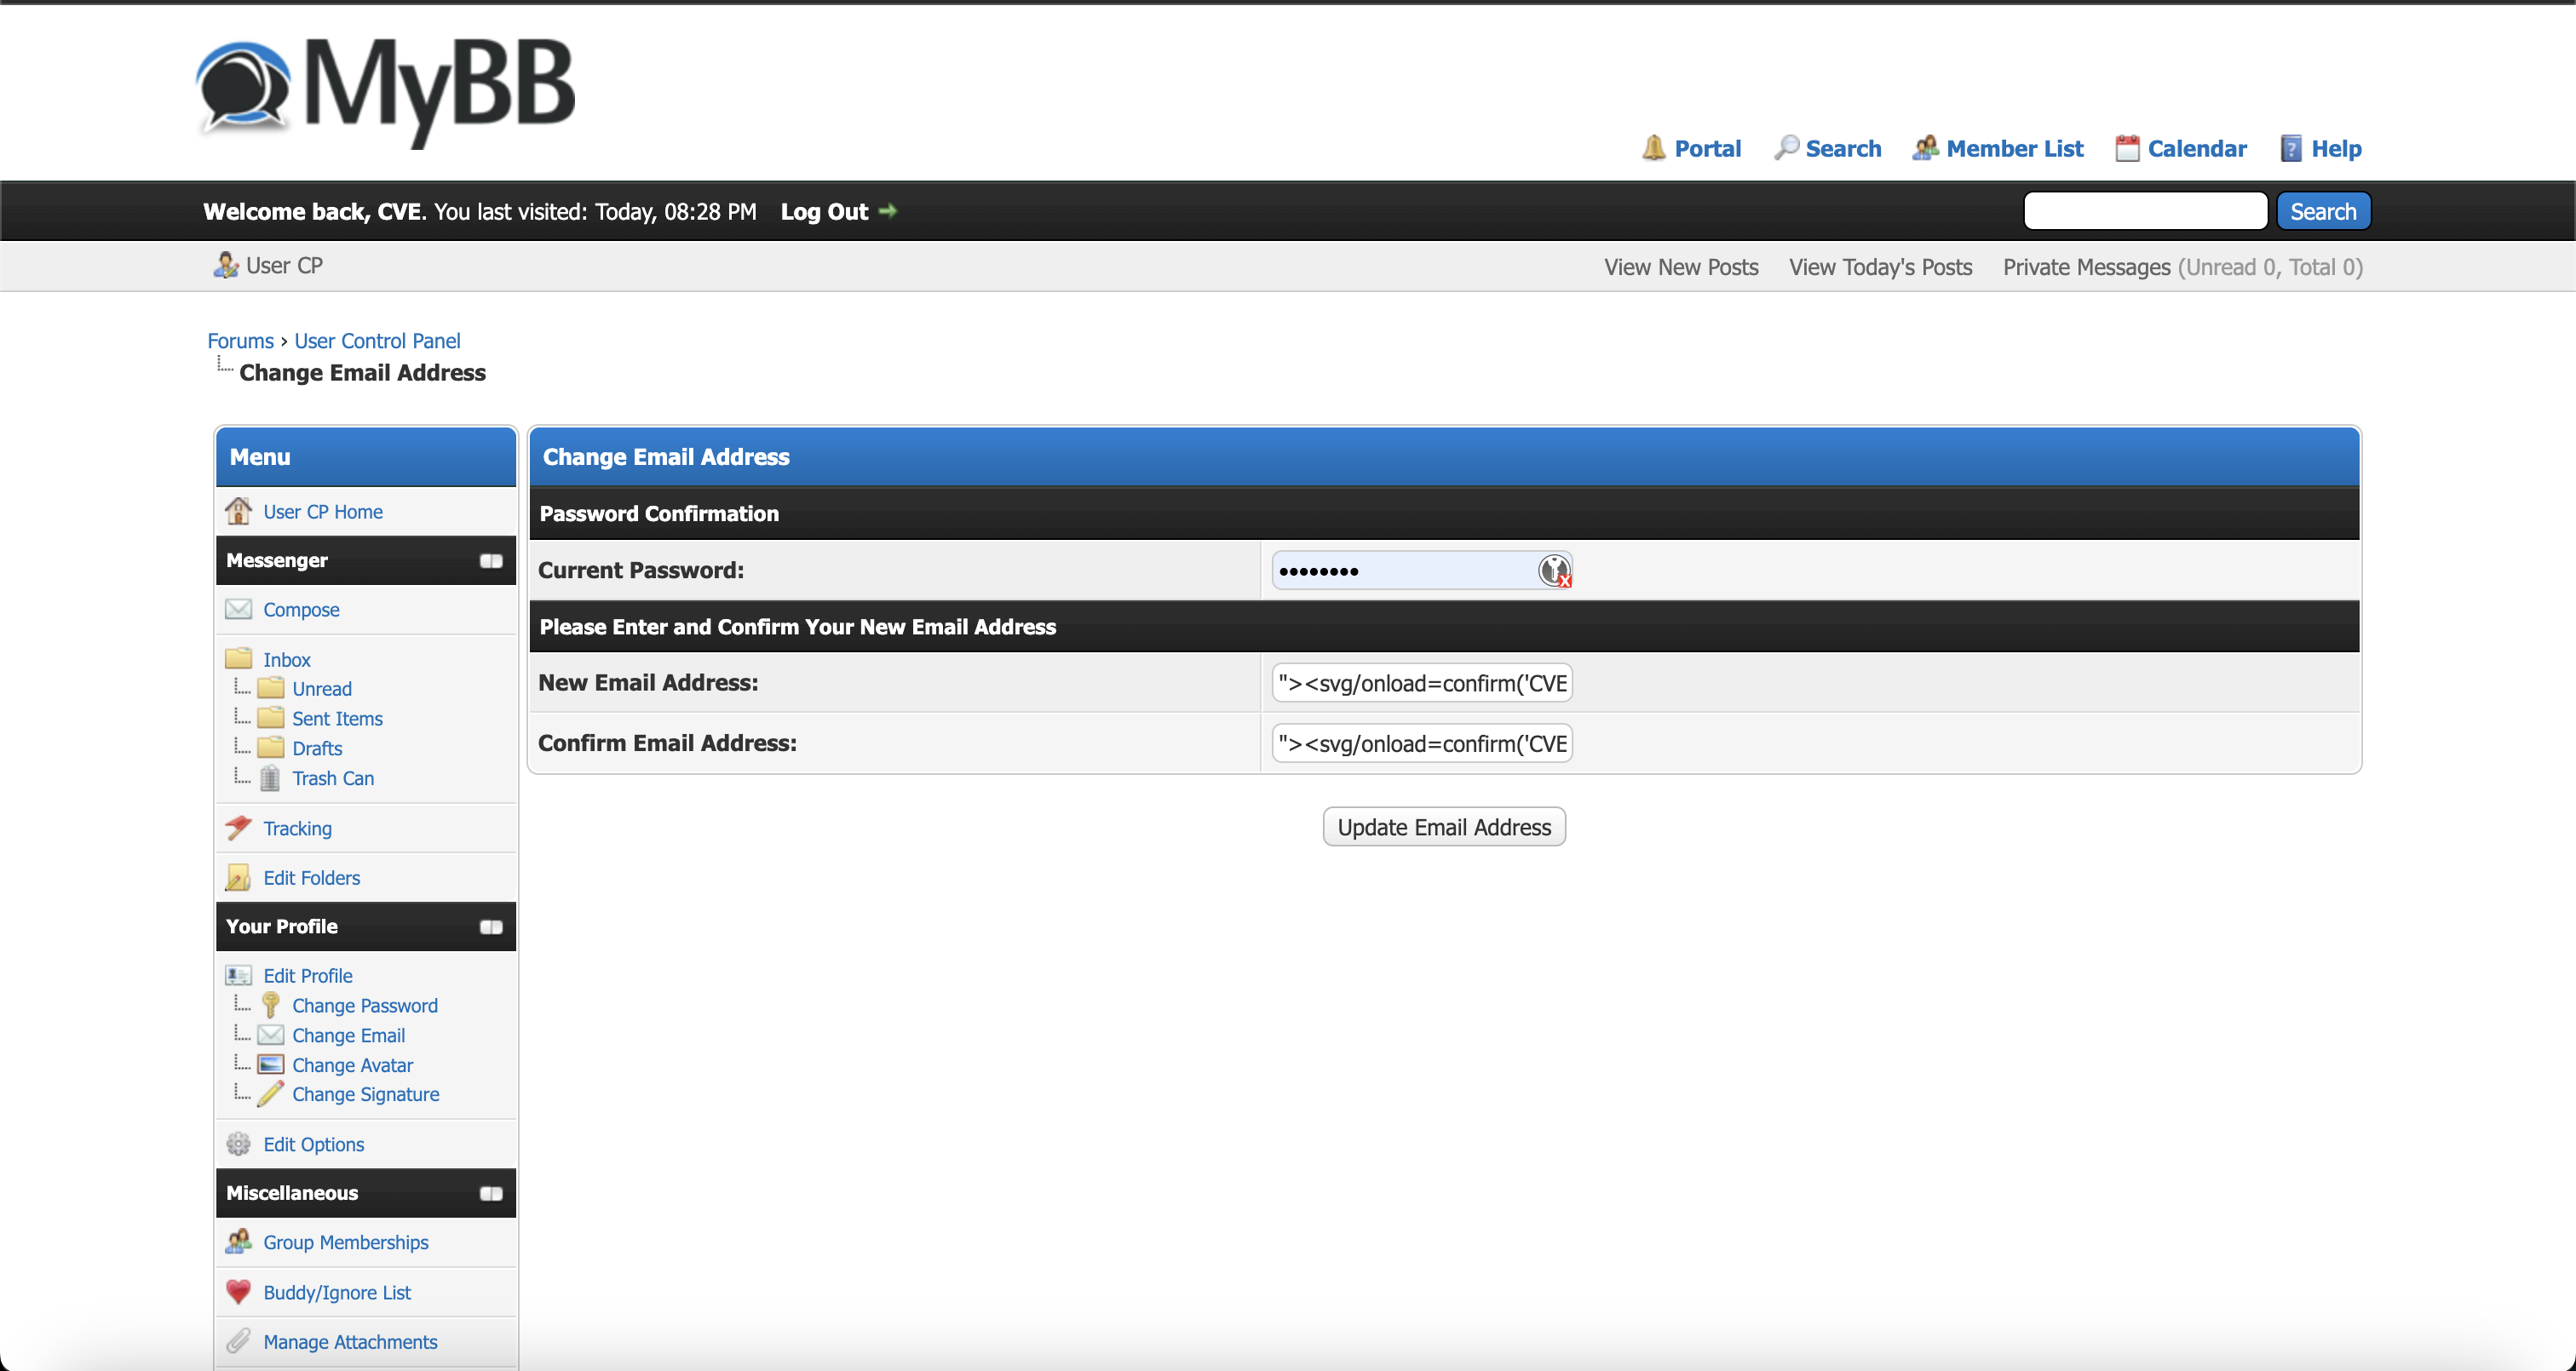 MyBB
Portal Search Member List Calendar Help
Welcome back, CVE. You last visited: Today, 08:28 PM Log Out Search
User CP View New Posts View Today's Posts Private Messages (Unread 0, Total 0)
Forums › User Control Panel
Change Email Address
Menu
User CP Home
Messenger
Compose
Inbox
Unread
Sent Items
Drafts
Trash Can
Tracking
Edit Folders
Your Profile
Edit Profile
Change Password
Change Email
Change Avatar
Change Signature
Edit Options
Miscellaneous
Group Memberships
Buddy/Ignore List
Manage Attachments
Change Email Address
Password Confirmation
Current Password: ••••••••
Please Enter and Confirm Your New Email Address
New Email Address: "><svg/onload=confirm('CVE
Confirm Email Address: "><svg/onload=confirm('CVE
Update Email Address